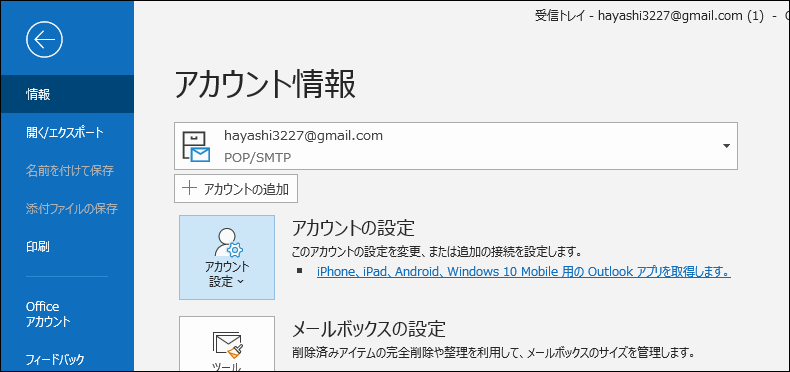 受信トレイ - hayashi3227@gmail.com (1) -
情報
開く/エクスポート
名前を付けて保存
添付ファイルの保存
印刷
Office
アカウント
フィードバック
アカウント情報
hayashi3227@gmail.com
POP/SMTP
＋ アカウントの追加
アカウント
設定
アカウントの設定
このアカウントの設定を変更、または追加の接続を設定します。
■ iPhone、iPad、Android、Windows 10 Mobile 用の Outlook アプリを取得します。
ツール
メールボックスの設定
削除済みアイテムの完全削除や整理を利用して、メールボックスのサイズを管理します。